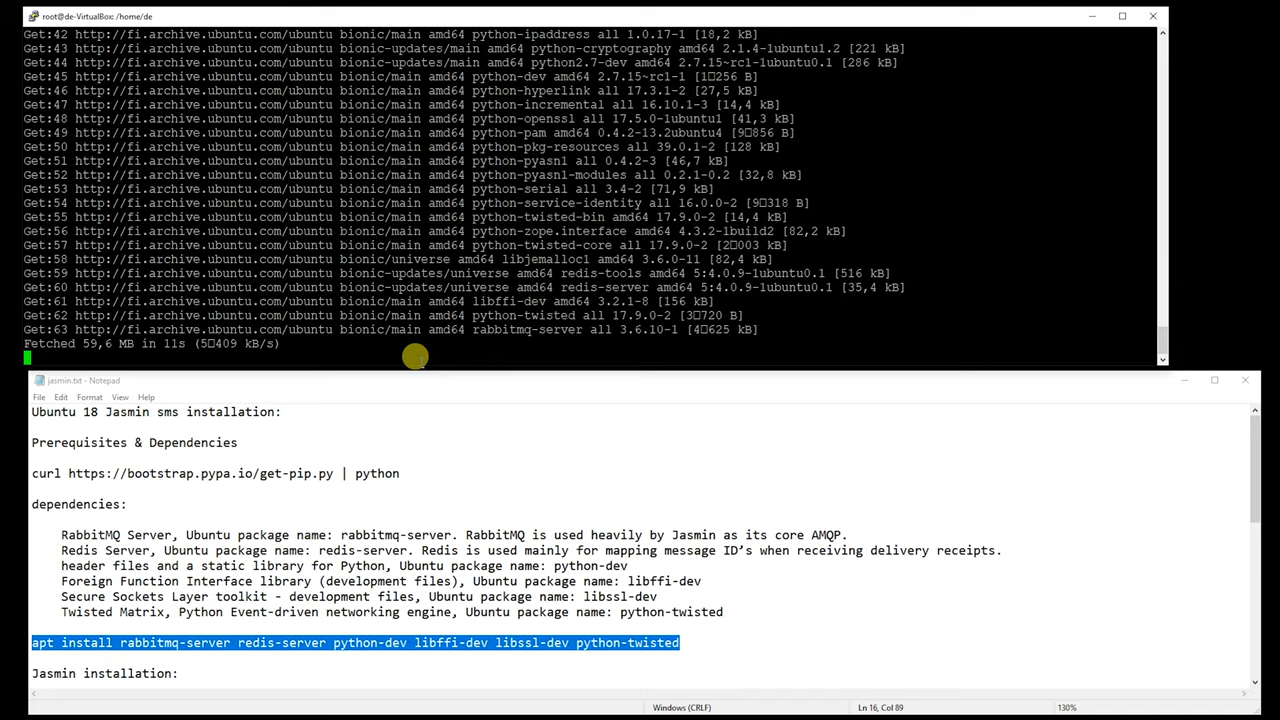 root@de-VirtualBox: /home/de
Get:42 http://fi.archive.ubuntu.com/ubuntu bionic/main amd64 python-ipaddress all 1.0.17-1 [18,2 kB]
Get:43 http://fi.archive.ubuntu.com/ubuntu bionic-updates/main amd64 python-cryptography amd64 2.1.4-1ubuntu1.2 [221 kB]
Get:44 http://fi.archive.ubuntu.com/ubuntu bionic-updates/main amd64 python2.7-dev amd64 2.7.15~rc1-1ubuntu0.1 [286 kB]
Get:45 http://fi.archive.ubuntu.com/ubuntu bionic/main amd64 python-dev amd64 2.7.15~rc1-1 [1□256 B]
Get:46 http://fi.archive.ubuntu.com/ubuntu bionic/main amd64 python-hyperlink all 17.3.1-2 [27,5 kB]
Get:47 http://fi.archive.ubuntu.com/ubuntu bionic/main amd64 python-incremental all 16.10.1-3 [14,4 kB]
Get:48 http://fi.archive.ubuntu.com/ubuntu bionic/main amd64 python-openssl all 17.5.0-1ubuntu1 [41,3 kB]
Get:49 http://fi.archive.ubuntu.com/ubuntu bionic/main amd64 python-pam amd64 0.4.2-13.2ubuntu4 [9□856 B]
Get:50 http://fi.archive.ubuntu.com/ubuntu bionic/main amd64 python-pkg-resources all 39.0.1-2 [128 kB]
Get:51 http://fi.archive.ubuntu.com/ubuntu bionic/main amd64 python-pyasn1 all 0.4.2-3 [46,7 kB]
Get:52 http://fi.archive.ubuntu.com/ubuntu bionic/main amd64 python-pyasn1-modules all 0.2.1-0.2 [32,8 kB]
Get:53 http://fi.archive.ubuntu.com/ubuntu bionic/main amd64 python-serial all 3.4-2 [71,9 kB]
Get:54 http://fi.archive.ubuntu.com/ubuntu bionic/main amd64 python-service-identity all 16.0.0-2 [9□318 B]
Get:55 http://fi.archive.ubuntu.com/ubuntu bionic/main amd64 python-twisted-bin amd64 17.9.0-2 [14,4 kB]
Get:56 http://fi.archive.ubuntu.com/ubuntu bionic/main amd64 python-zope.interface amd64 4.3.2-1build2 [82,2 kB]
Get:57 http://fi.archive.ubuntu.com/ubuntu bionic/main amd64 python-twisted-core all 17.9.0-2 [2□003 kB]
Get:58 http://fi.archive.ubuntu.com/ubuntu bionic/universe amd64 libjemalloc1 amd64 3.6.0-11 [82,4 kB]
Get:59 http://fi.archive.ubuntu.com/ubuntu bionic-updates/universe amd64 redis-tools amd64 5:4.0.9-1ubuntu0.1 [516 kB]
Get:60 http://fi.archive.ubuntu.com/ubuntu bionic-updates/universe amd64 redis-server amd64 5:4.0.9-1ubuntu0.1 [35,4 kB]
Get:61 http://fi.archive.ubuntu.com/ubuntu bionic/main amd64 libffi-dev amd64 3.2.1-8 [156 kB]
Get:62 http://fi.archive.ubuntu.com/ubuntu bionic/main amd64 python-twisted all 17.9.0-2 [3□720 B]
Get:63 http://fi.archive.ubuntu.com/ubuntu bionic/main amd64 rabbitmq-server all 3.6.10-1 [4□625 kB]
Fetched 59,6 MB in 11s (5□409 kB/s)
jasmin.txt - Notepad
File Edit Format View Help
Ubuntu 18 Jasmin sms installation:
Prerequisites & Dependencies
curl https://bootstrap.pypa.io/get-pip.py | python
dependencies:
RabbitMQ Server, Ubuntu package name: rabbitmq-server. RabbitMQ is used heavily by Jasmin as its core AMQP.
Redis Server, Ubuntu package name: redis-server. Redis is used mainly for mapping message ID’s when receiving delivery receipts.
header files and a static library for Python, Ubuntu package name: python-dev
Foreign Function Interface library (development files), Ubuntu package name: libffi-dev
Secure Sockets Layer toolkit - development files, Ubuntu package name: libssl-dev
Twisted Matrix, Python Event-driven networking engine, Ubuntu package name: python-twisted
apt install rabbitmq-server redis-server python-dev libffi-dev libssl-dev python-twisted
Jasmin installation:
Windows (CRLF) Ln 16, Col 89 130%